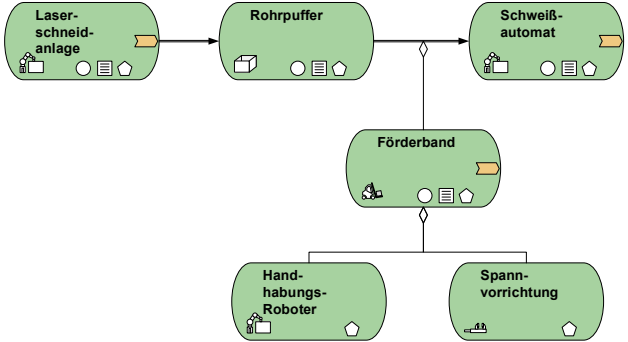 Laser-
schneid-
anlage
Rohrpuffer
Schweiß-
automat
Förderband
Hand-
habungs-
Roboter
Spann-
vorrichtung